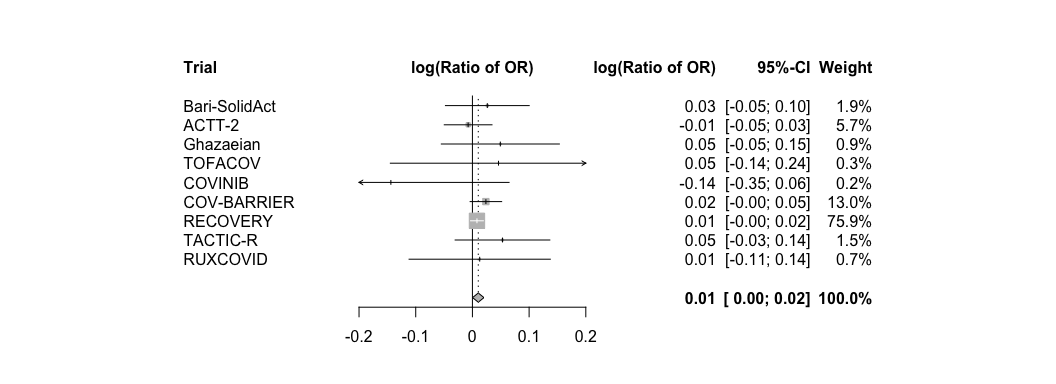 Trial log(Ratio of OR) log(Ratio of OR) 95%-CI Weight
Bari-SolidAct 0.03 [-0.05; 0.10] 1.9%
ACTT-2 -0.01 [-0.05; 0.03] 5.7%
Ghazaeian 0.05 [-0.05; 0.15] 0.9%
TOFACOV 0.05 [-0.14; 0.24] 0.3%
COVINIB -0.14 [-0.35; 0.06] 0.2%
COV-BARRIER 0.02 [-0.00; 0.05] 13.0%
RECOVERY 0.01 [-0.00; 0.02] 75.9%
TACTIC-R 0.05 [-0.03; 0.14] 1.5%
RUXCOVID 0.01 [-0.11; 0.14] 0.7%
0.01 [ 0.00; 0.02] 100.0%
-0.2 -0.1 0 0.1 0.2